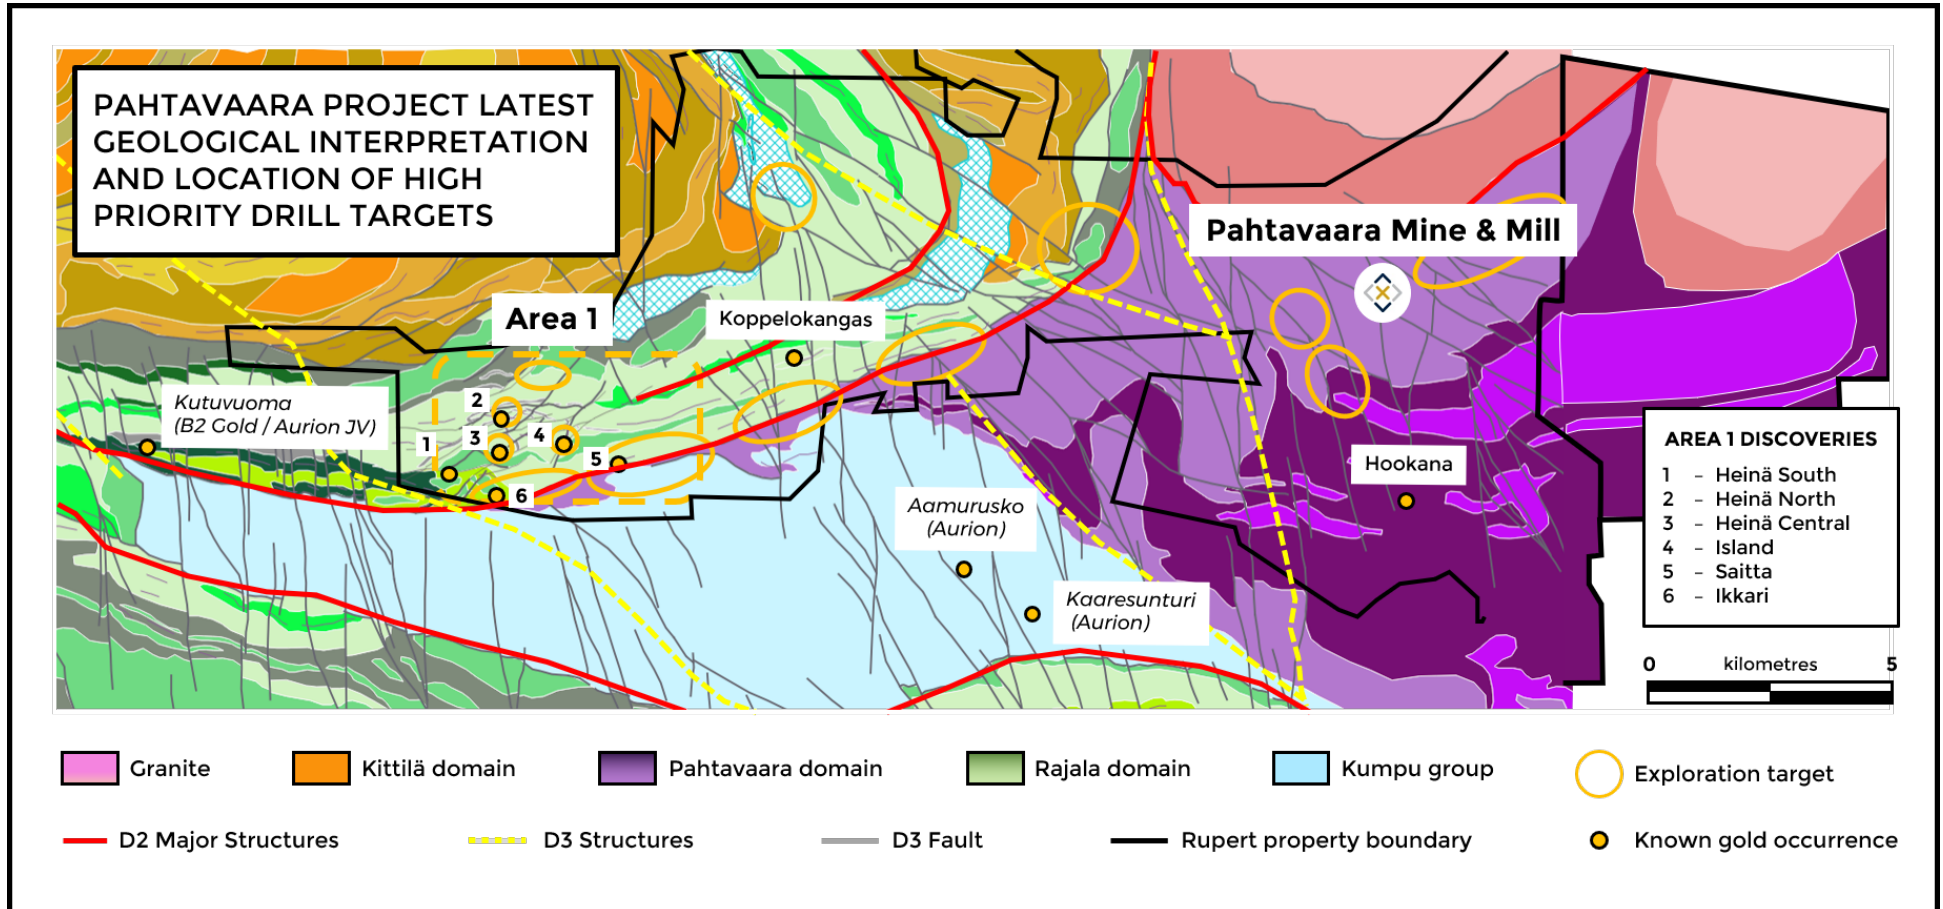 PAHTAVAARA PROJECT LATEST
GEOLOGICAL INTERPRETATION
AND LOCATION OF HIGH
PRIORITY DRILL TARGETS
Pahtavaara Mine & Mill
Area 1
Koppelokangas
Kutuvuoma
(B2 Gold / Aurion JV)
2
1
3
4
5
6
Hookana
Aamurusko
(Aurion)
Kaaresunturi
(Aurion)
AREA 1 DISCOVERIES
1 – Heinä South
2 – Heinä North
3 – Heinä Central
4 – Island
5 – Saitta
6 – Ikkari
0 kilometres 5
Granite
Kittilä domain
Pahtavaara domain
Rajala domain
Kumpu group
Exploration target
D2 Major Structures
D3 Structures
D3 Fault
Rupert property boundary
Known gold occurrence